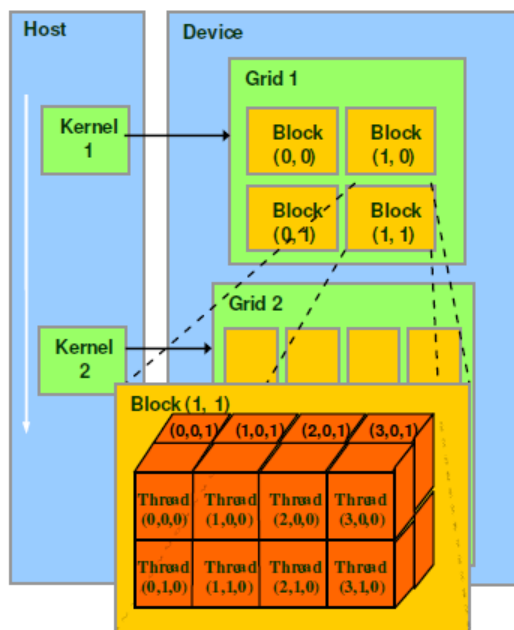 Host
Device
Grid 1
Kernel
1
Block
(0, 0)
Block
(1, 0)
Block
(0, 1)
Block
(1, 1)
Grid 2
Kernel
2
Block (1, 1)
(0,0,1) (1,0,1) (2,0,1) (3,0,1)
Thread
(0,0,0)
Thread
(1,0,0)
Thread
(2,0,0)
Thread
(3,0,0)
Thread
(0,1,0)
Thread
(1,1,0)
Thread
(2,1,0)
Thread
(3,1,0)